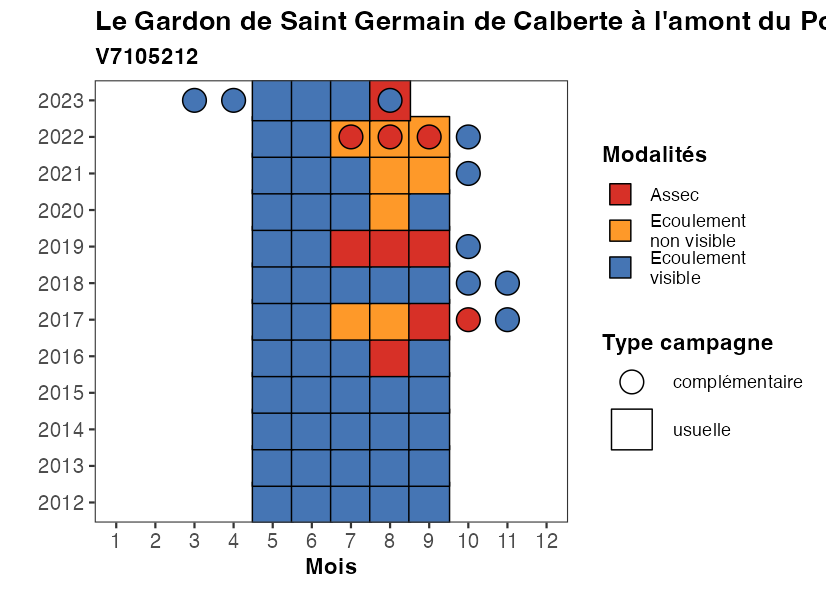 Le Gardon de Saint Germain de Calberte à l'amont du
V7105212
2023
2022
2021
2020
2019
2018
2017
2016
2015
2014
2013
2012
1 2 3 4 5 6 7 8 9 10 11 12
Mois
Modalités
Assec
Ecoulement
non visible
Ecoulement
visible
Type campagne
complémentaire
usuelle